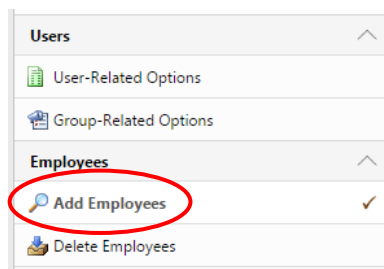 Users
User-Related Options
Group-Related Options
Employees
Add Employees
Delete Employees